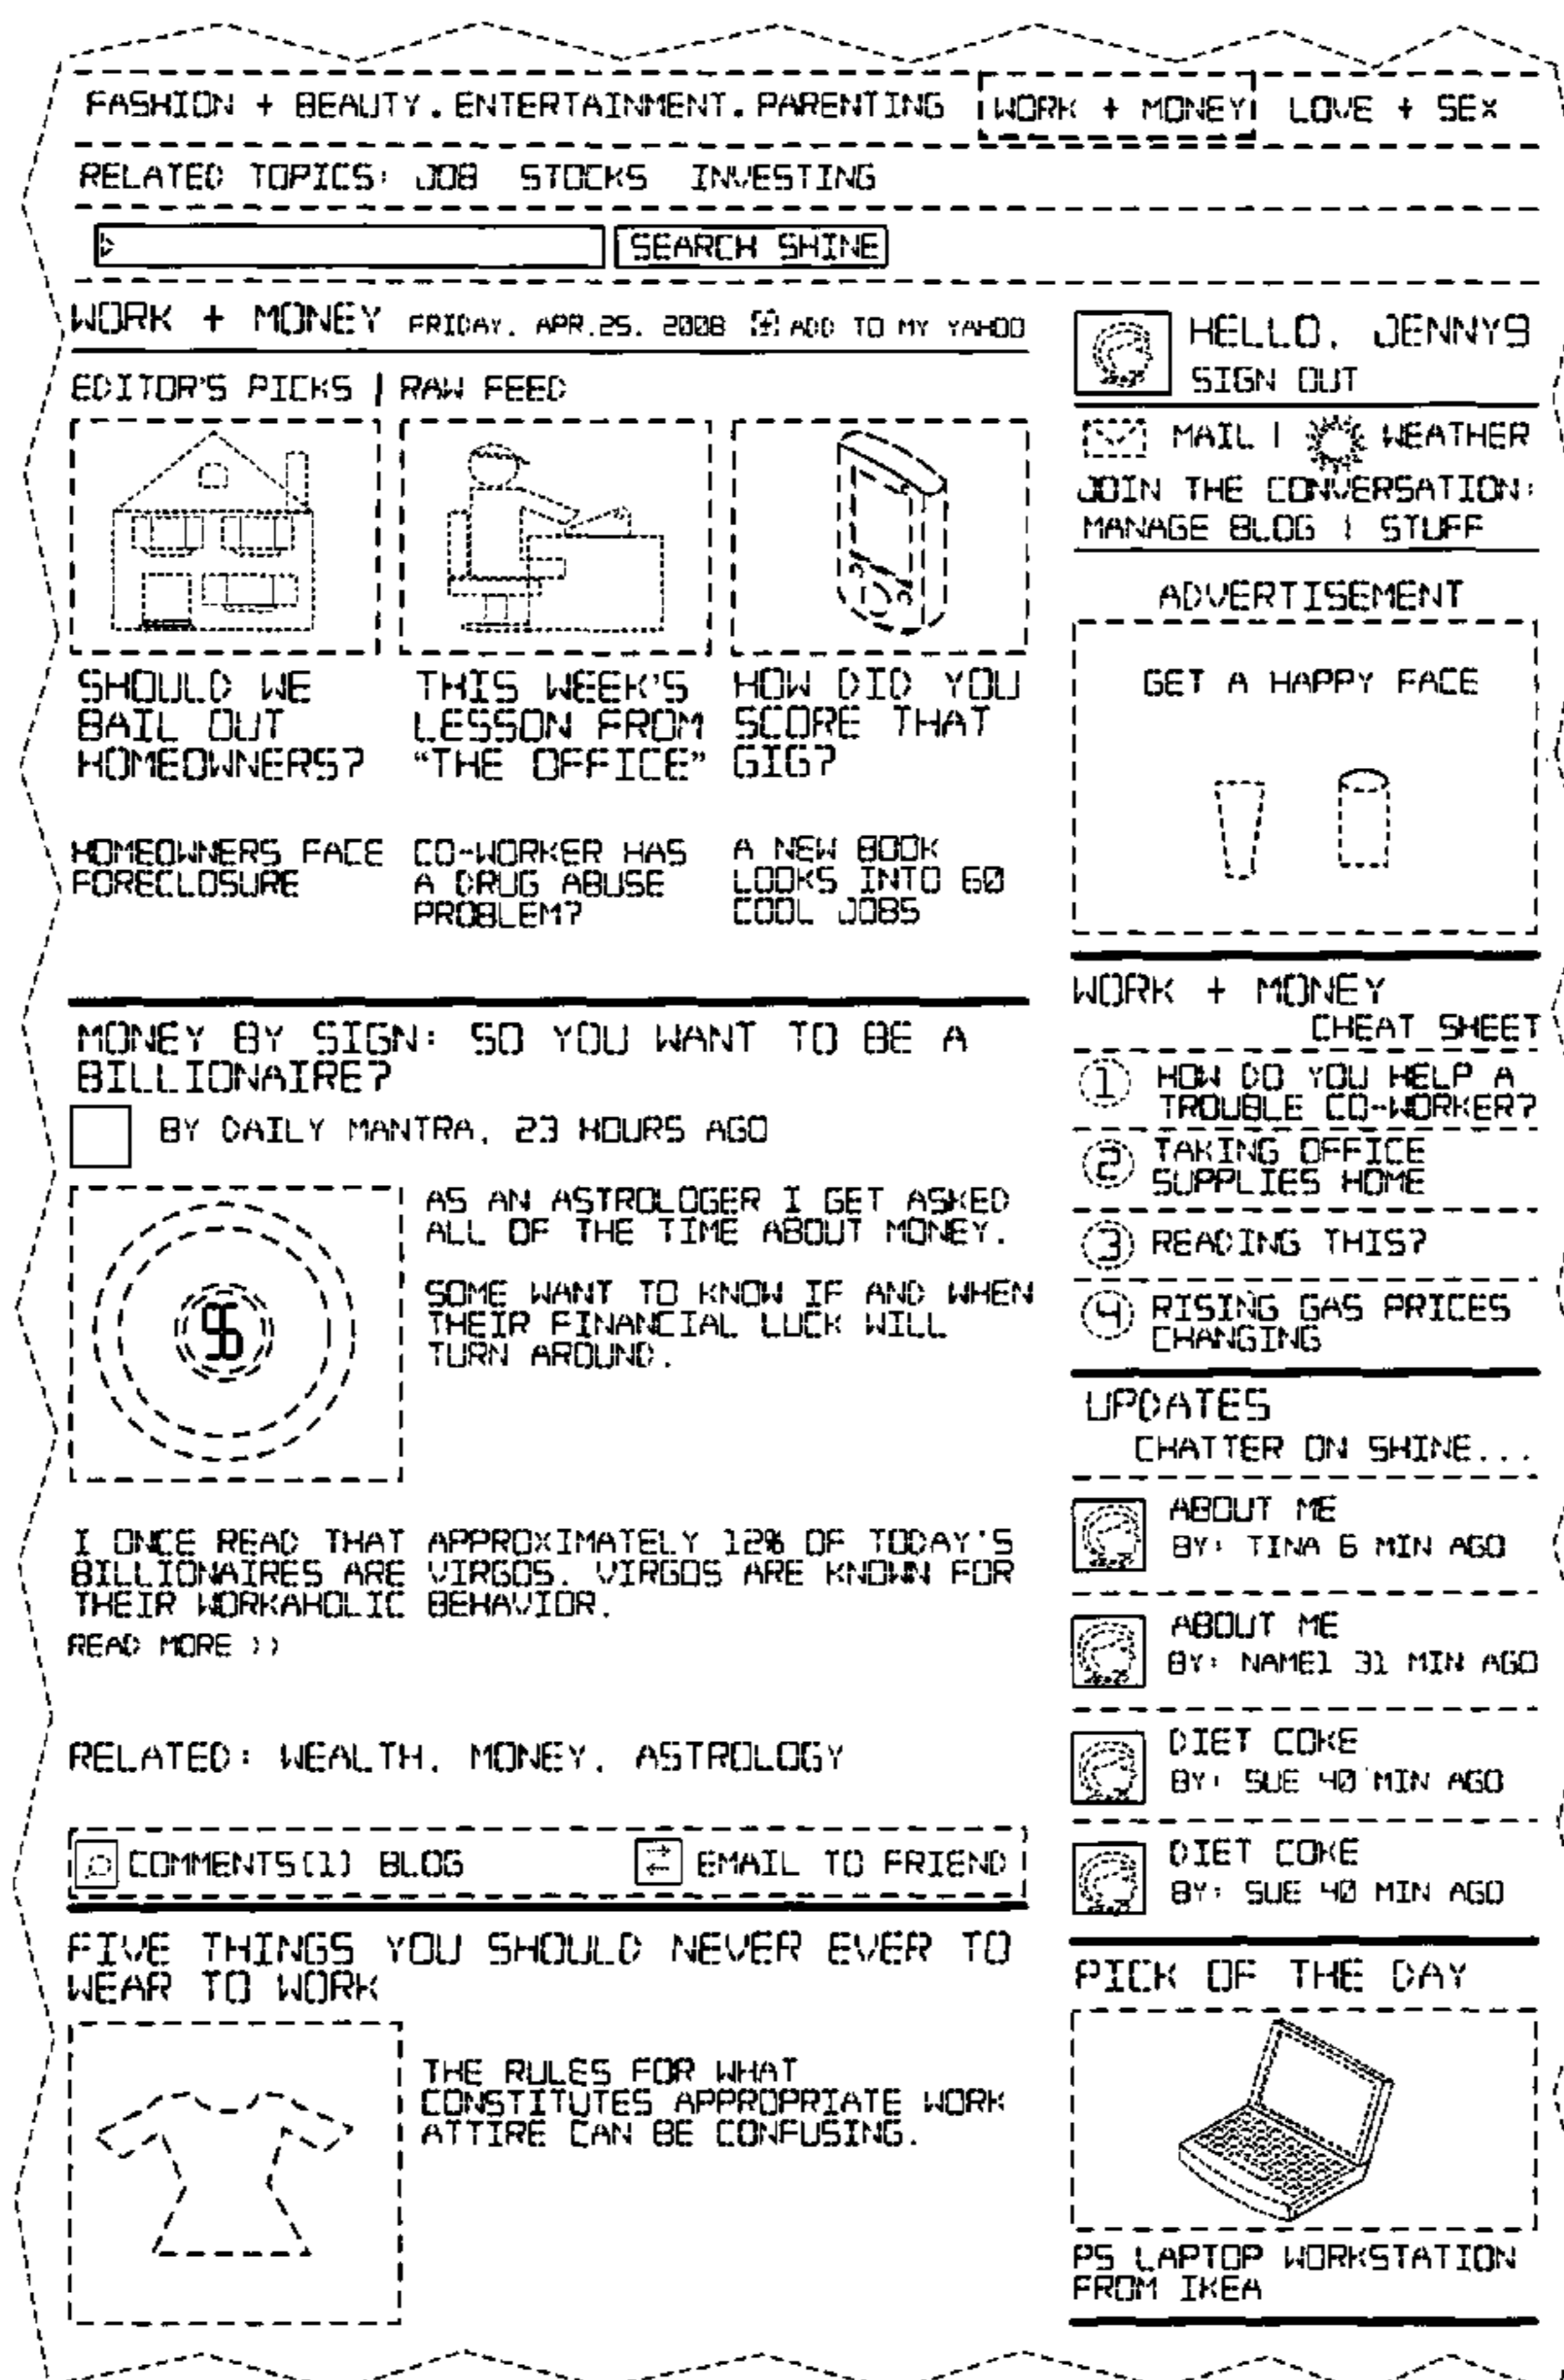 FASHION + BEAUTY. ENTERTAINMENT. PARENTING WORK + MONEY LOVE + SEX
RELATED TOPICS: JOB STOCKS INVESTING
SEARCH SHINE
WORK + MONEY FRIDAY, APR.25, 2008 ADD TO MY YAHOO
EDITOR'S PICKS | RAW FEED
SHOULD WE
BAIL OUT
HOMEOWNERS?
HOMEOWNERS FACE
FORECLOSURE
THIS WEEK'S
LESSON FROM
“THE OFFICE”
CO-WORKER HAS
A DRUG ABUSE
PROBLEM?
HOW DID YOU
SCORE THAT
GIG?
A NEW BOOK
LOOKS INTO 60
COOL JOBS
MONEY BY SIGN: SO YOU WANT TO BE A
BILLIONAIRE?
BY DAILY MANTRA, 23 HOURS AGO
$
AS AN ASTROLOGER I GET ASKED
ALL OF THE TIME ABOUT MONEY.
SOME WANT TO KNOW IF AND WHEN
THEIR FINANCIAL LUCK WILL
TURN AROUND.
I ONCE READ THAT APPROXIMATELY 12% OF TODAY'S
BILLIONAIRES ARE VIRGOS. VIRGOS ARE KNOWN FOR
THEIR WORKAHOLIC BEHAVIOR.
READ MORE >>
RELATED: WEALTH, MONEY, ASTROLOGY
COMMENTS(1) BLOG EMAIL TO FRIEND
FIVE THINGS YOU SHOULD NEVER EVER TO
WEAR TO WORK
THE RULES FOR WHAT
CONSTITUTES APPROPRIATE WORK
ATTIRE CAN BE CONFUSING.
HELLO, JENNY9
SIGN OUT
MAIL | WEATHER
JOIN THE CONVERSATION:
MANAGE BLOG | STUFF
ADVERTISEMENT
GET A HAPPY FACE
WORK + MONEY
CHEAT SHEET
1 HOW DO YOU HELP A
TROUBLE CO-WORKER?
2 TAKING OFFICE
SUPPLIES HOME
3 READING THIS?
4 RISING GAS PRICES
CHANGING
UPDATES
CHATTER ON SHINE...
ABOUT ME
BY: TINA 6 MIN AGO
ABOUT ME
BY: NAME1 31 MIN AGO
DIET COKE
BY: SUE 40 MIN AGO
DIET COKE
BY: SUE 40 MIN AGO
PICK OF THE DAY
PS LAPTOP WORKSTATION
FROM IKEA